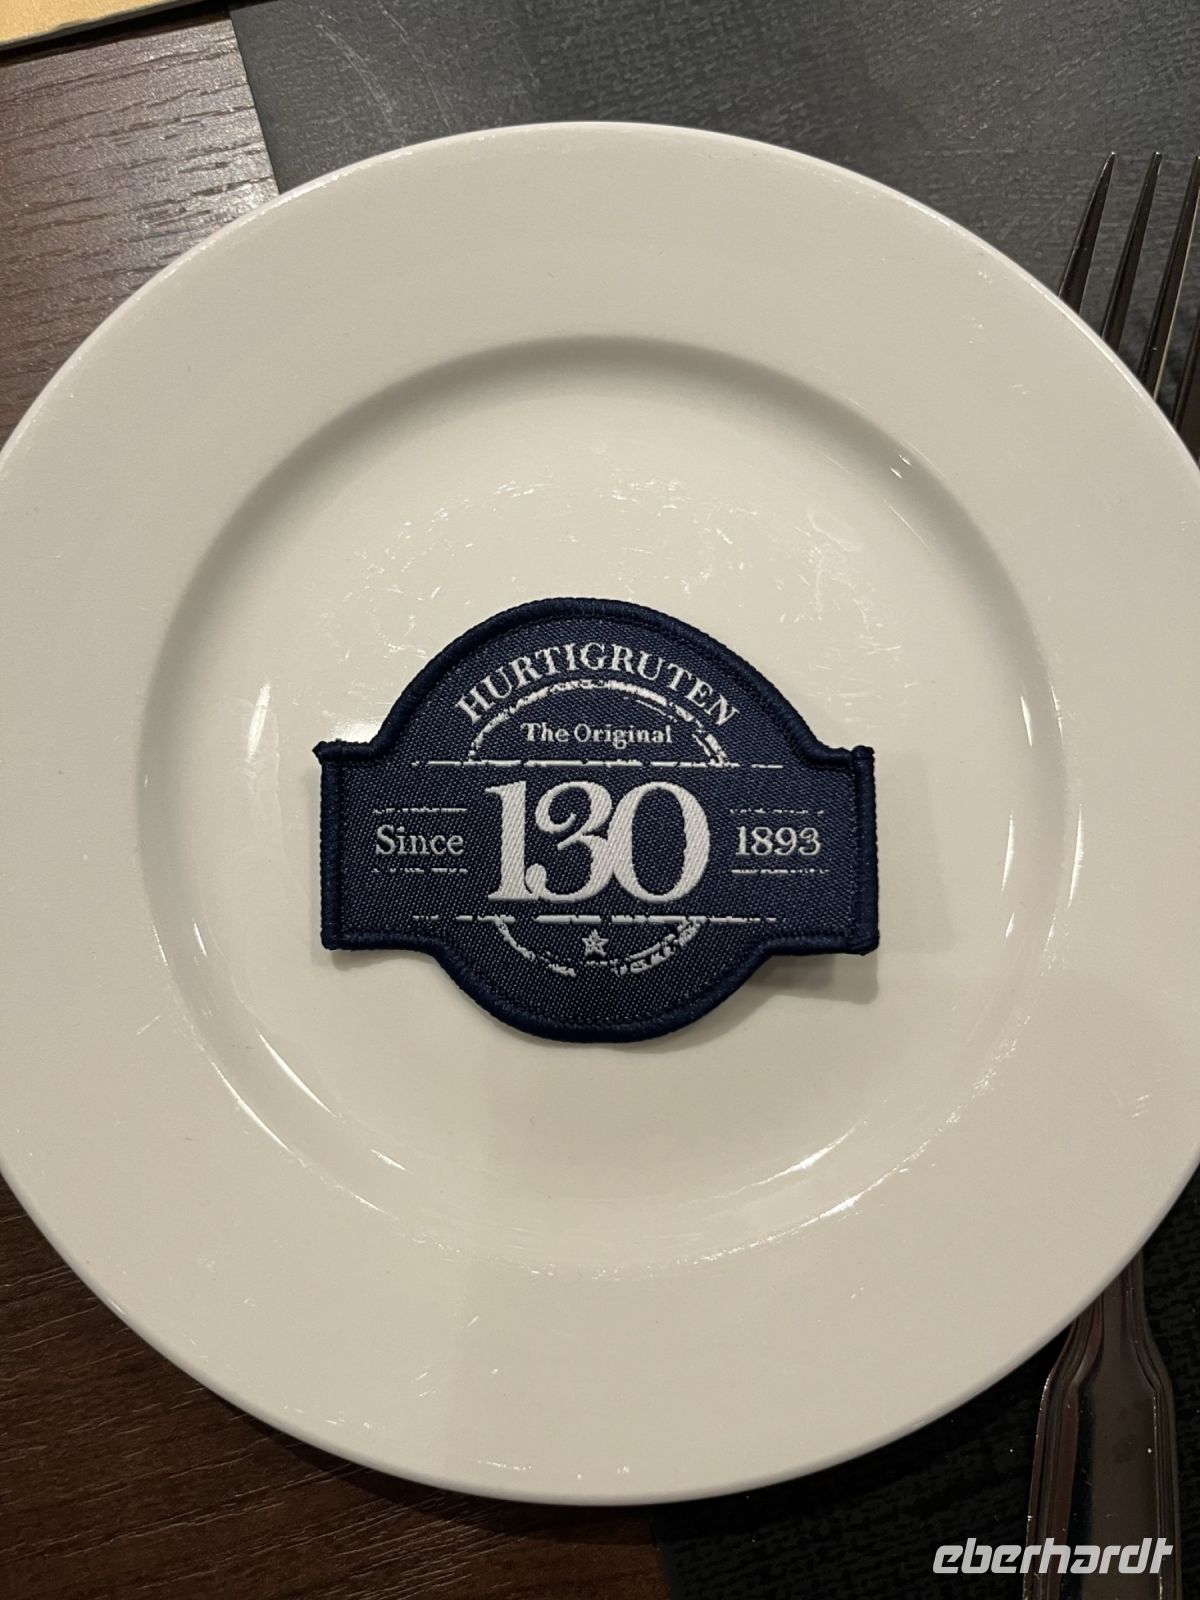 HURTIGRUTEN
The Original
Since 130 1893
eberhardt